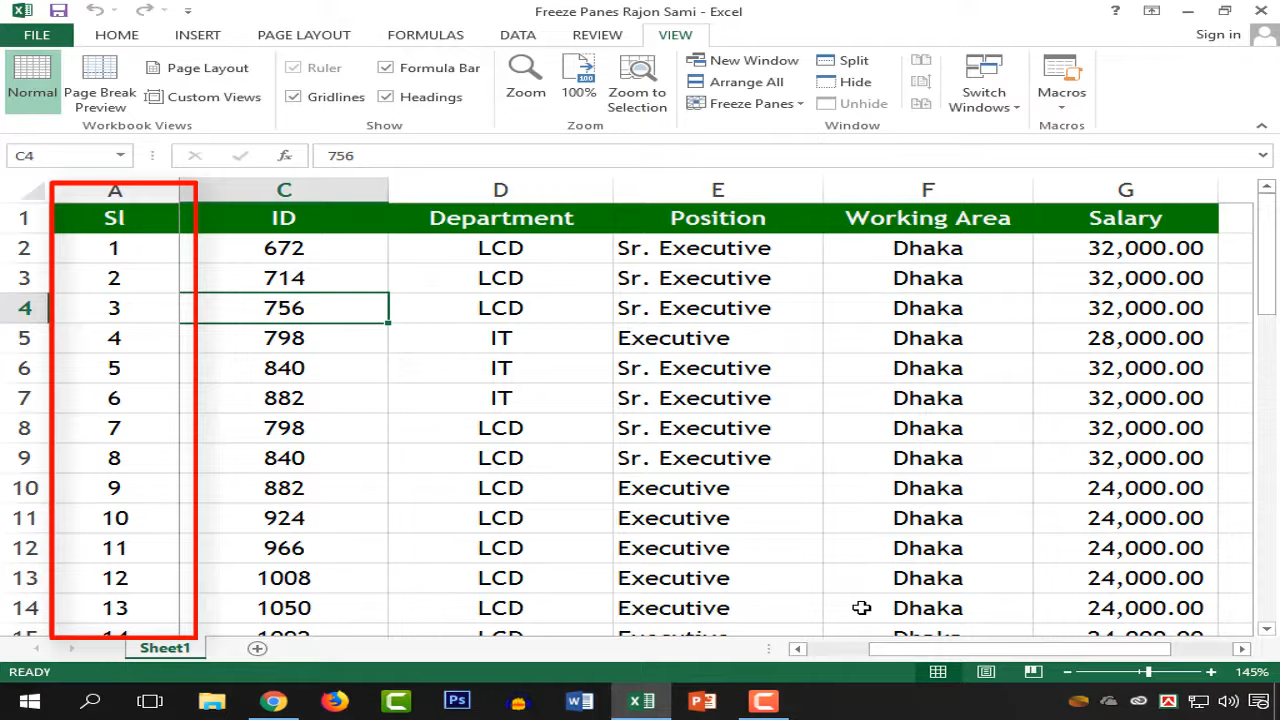 Freeze Panes Rajon Sami - Excel
FILE HOME INSERT PAGE LAYOUT FORMULAS DATA REVIEW VIEW Sign in
Normal Page Break Preview Page Layout Custom Views
Workbook Views
Ruler Formula Bar
Gridlines Headings
Show
Zoom 100% Zoom to Selection
Zoom
New Window Split
Arrange All Hide
Freeze Panes Unhide
Switch Windows
Window
Macros
Macros
C4 fx 756
A C D E F G
1 Sl ID Department Position Working Area Salary
2 1 672 LCD Sr. Executive Dhaka 32,000.00
3 2 714 LCD Sr. Executive Dhaka 32,000.00
4 3 756 LCD Sr. Executive Dhaka 32,000.00
5 4 798 IT Executive Dhaka 28,000.00
6 5 840 IT Sr. Executive Dhaka 32,000.00
7 6 882 IT Sr. Executive Dhaka 32,000.00
8 7 798 LCD Sr. Executive Dhaka 32,000.00
9 8 840 LCD Sr. Executive Dhaka 32,000.00
10 9 882 LCD Executive Dhaka 24,000.00
11 10 924 LCD Executive Dhaka 24,000.00
12 11 966 LCD Executive Dhaka 24,000.00
13 12 1008 LCD Executive Dhaka 24,000.00
14 13 1050 LCD Executive Dhaka 24,000.00
Sheet1
READY 145%